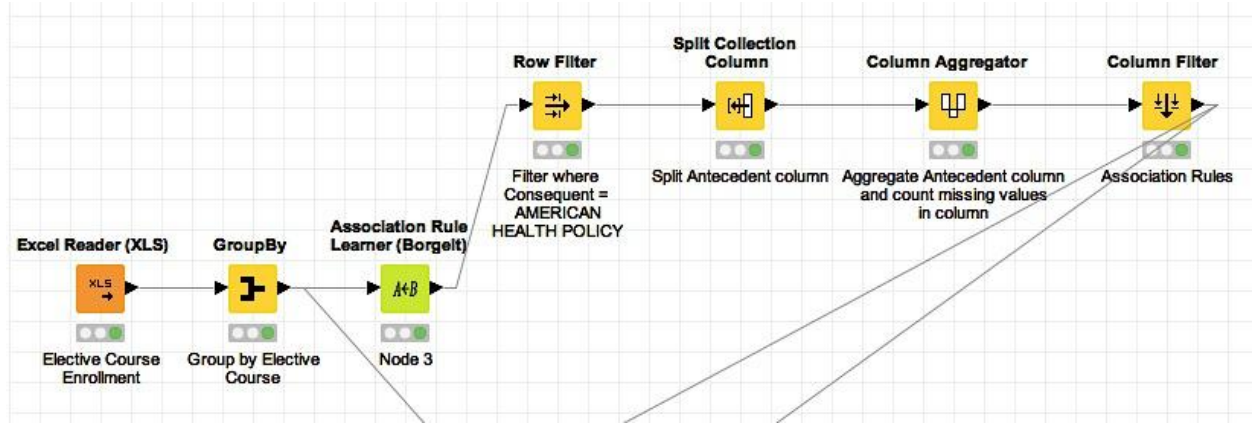 Split Collection
Column
Row Filter
Column Aggregator
Column Filter
Filter where
Consequent =
AMERICAN
HEALTH POLICY
Split Antecedent column
Aggregate Antecedent column
and count missing values
in column
Association Rules
Excel Reader (XLS)
GroupBy
Association Rule
Learner (Borgelt)
XLS
A+B
Elective Course
Enrollment
Group by Elective
Course
Node 3